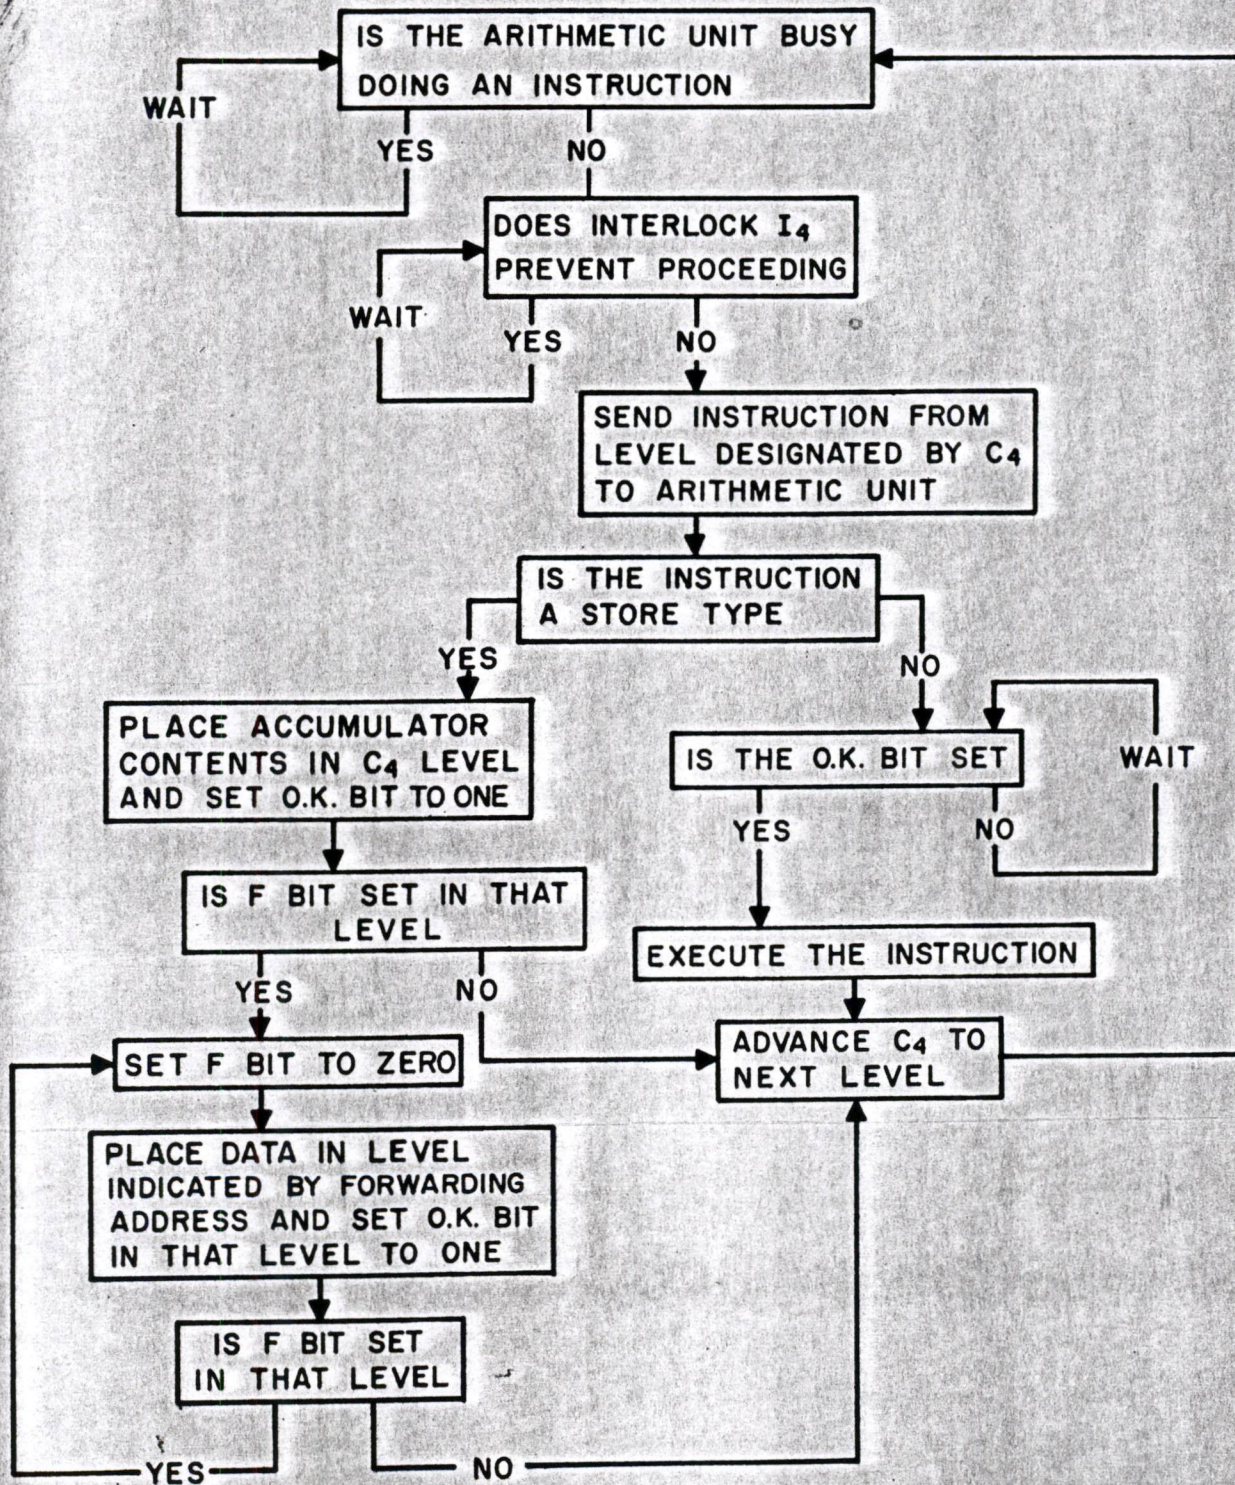 IS THE ARITHMETIC UNIT BUSY
DOING AN INSTRUCTION
WAIT
YES
NO
DOES INTERLOCK I4
PREVENT PROCEEDING
WAIT
YES
NO
SEND INSTRUCTION FROM
LEVEL DESIGNATED BY C4
TO ARITHMETIC UNIT
IS THE INSTRUCTION
A STORE TYPE
YES
NO
PLACE ACCUMULATOR
CONTENTS IN C4 LEVEL
AND SET O.K. BIT TO ONE
IS THE O.K. BIT SET
WAIT
YES
NO
IS F BIT SET IN THAT
LEVEL
EXECUTE THE INSTRUCTION
YES
NO
SET F BIT TO ZERO
ADVANCE C4 TO
NEXT LEVEL
PLACE DATA IN LEVEL
INDICATED BY FORWARDING
ADDRESS AND SET O.K. BIT
IN THAT LEVEL TO ONE
IS F BIT SET
IN THAT LEVEL
YES
NO